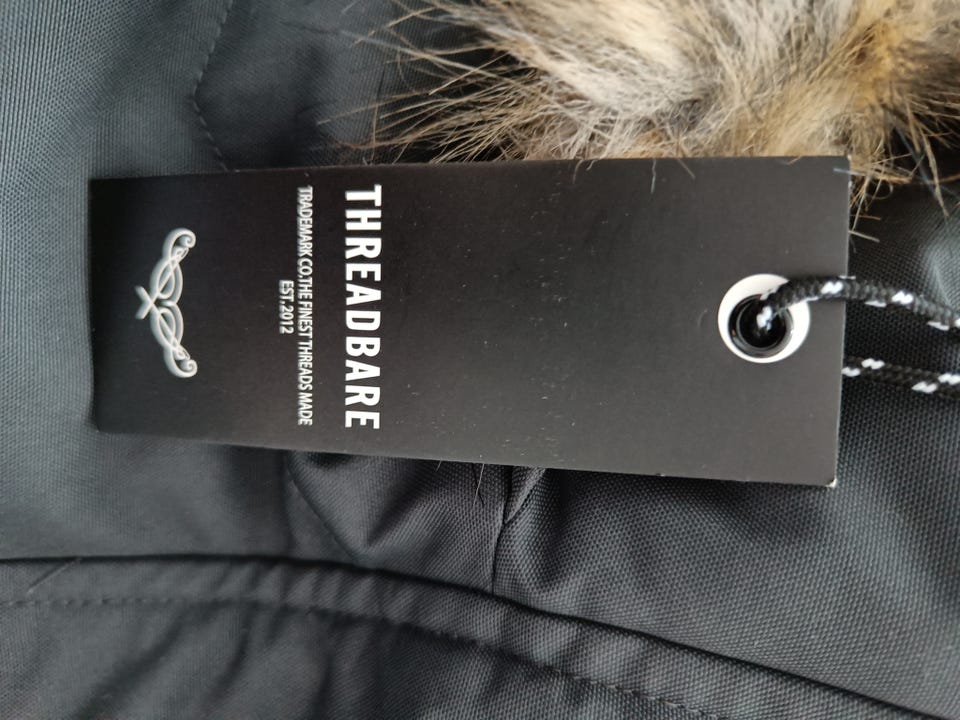 THREADBARE
TRADEMARK CO.THE FINEST THREADS MADE
EST.2012